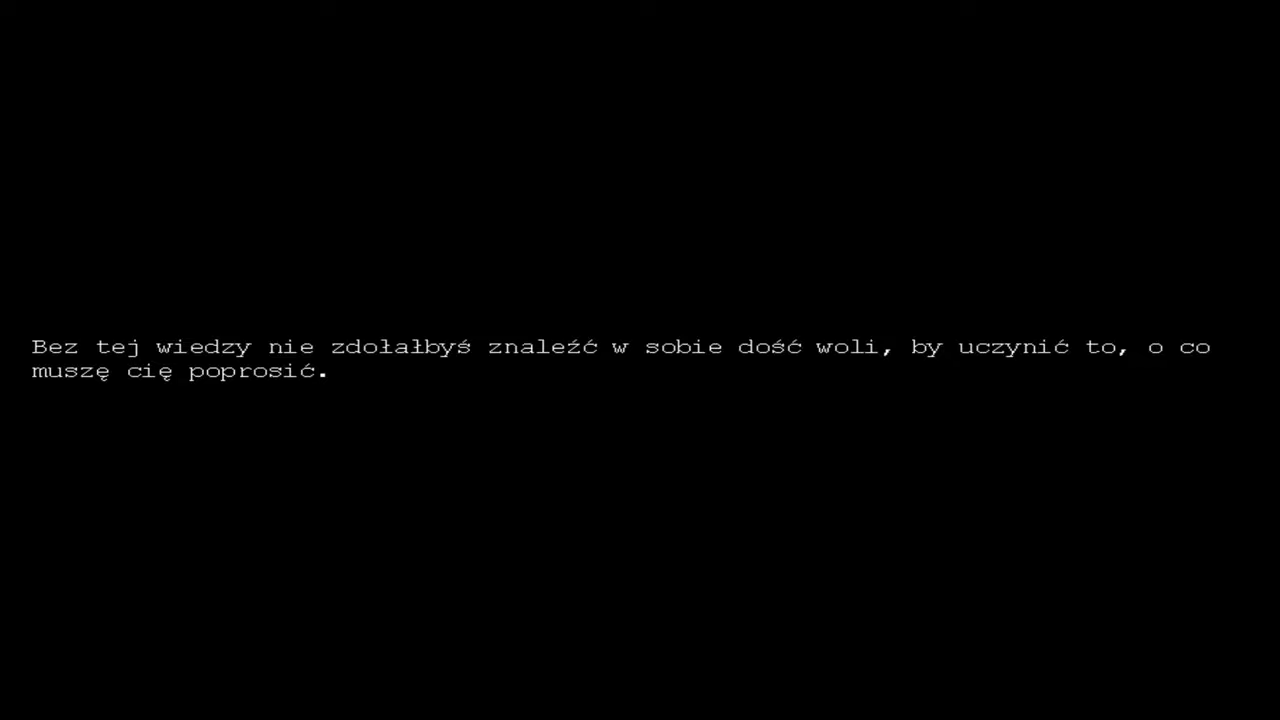 Bez tej wiedzy nie zdołałbyś znaleźć w sobie dość woli, by uczynić to, o co
muszę cię poprosić.